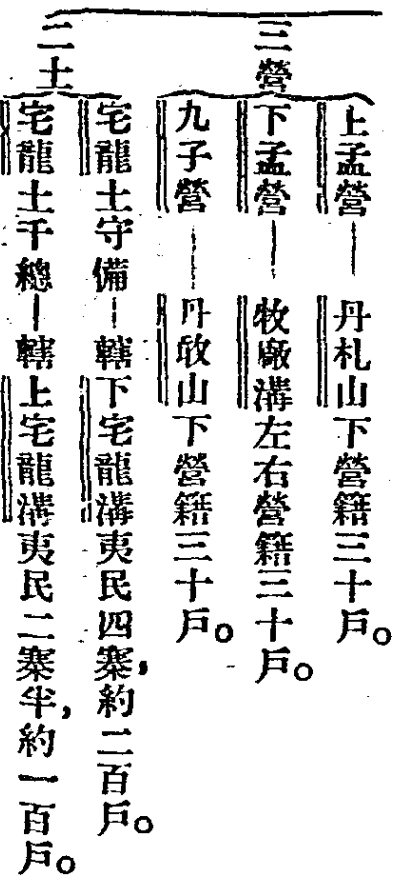 三營
上孟營—丹札山下營籍三十戶。
下孟營—牧廠溝左右營籍三十戶。
九子營—丹敢山下營籍三十戶。
二土
宅龍土守備—轄下宅龍溝夷民四寨，約二百戶。
宅龍土千總—轄上宅龍溝夷民二寨半，約一百戶。